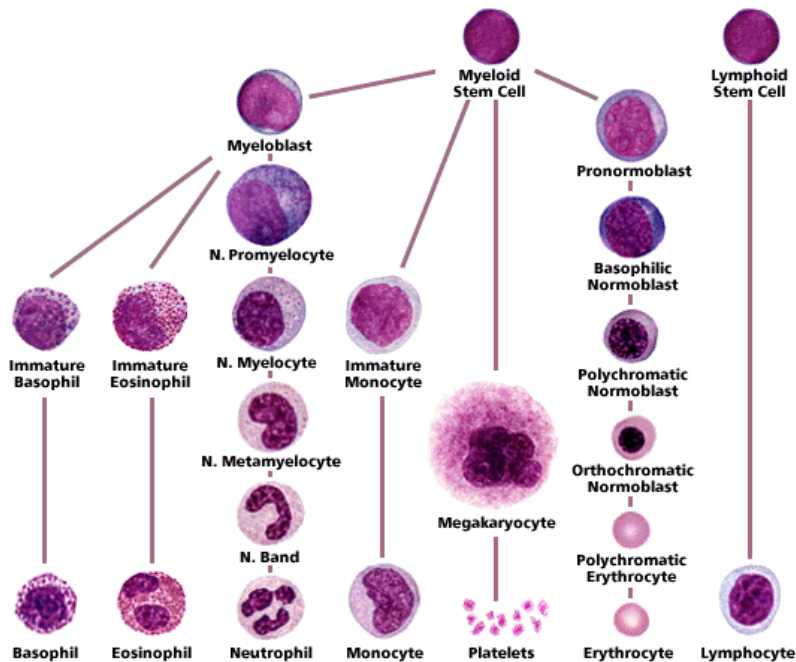 Myeloid
Stem Cell
Lymphoid
Stem Cell
Myeloblast
Pronormoblast
N. Promyelocyte
Basophilic
Normoblast
Immature
Basophil
Immature
Eosinophil
N. Myelocyte
Immature
Monocyte
Polychromatic
Normoblast
N. Metamyelocyte
Orthochromatic
Normoblast
Megakaryocyte
N. Band
Polychromatic
Erythrocyte
Basophil
Eosinophil
Neutrophil
Monocyte
Platelets
Erythrocyte
Lymphocyte